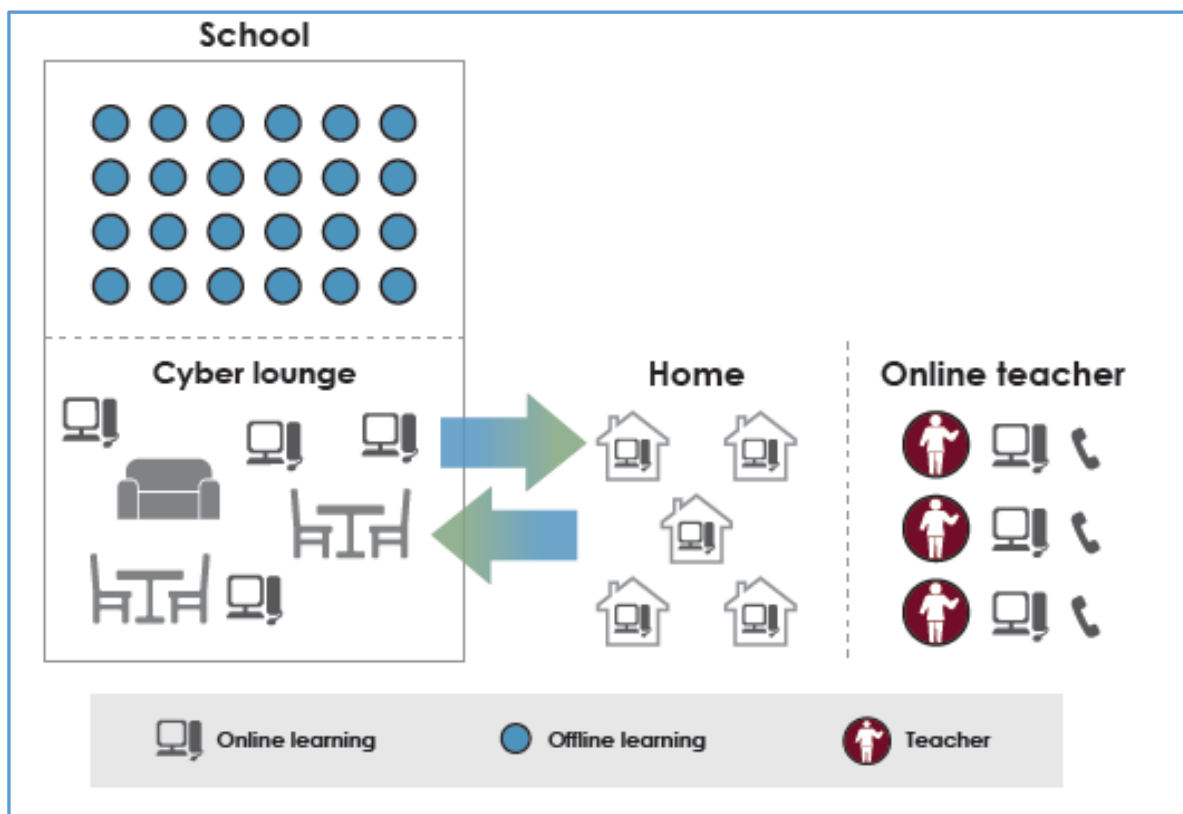 School
Cyber lounge
Home
Online teacher
Online learning
Offline learning
Teacher